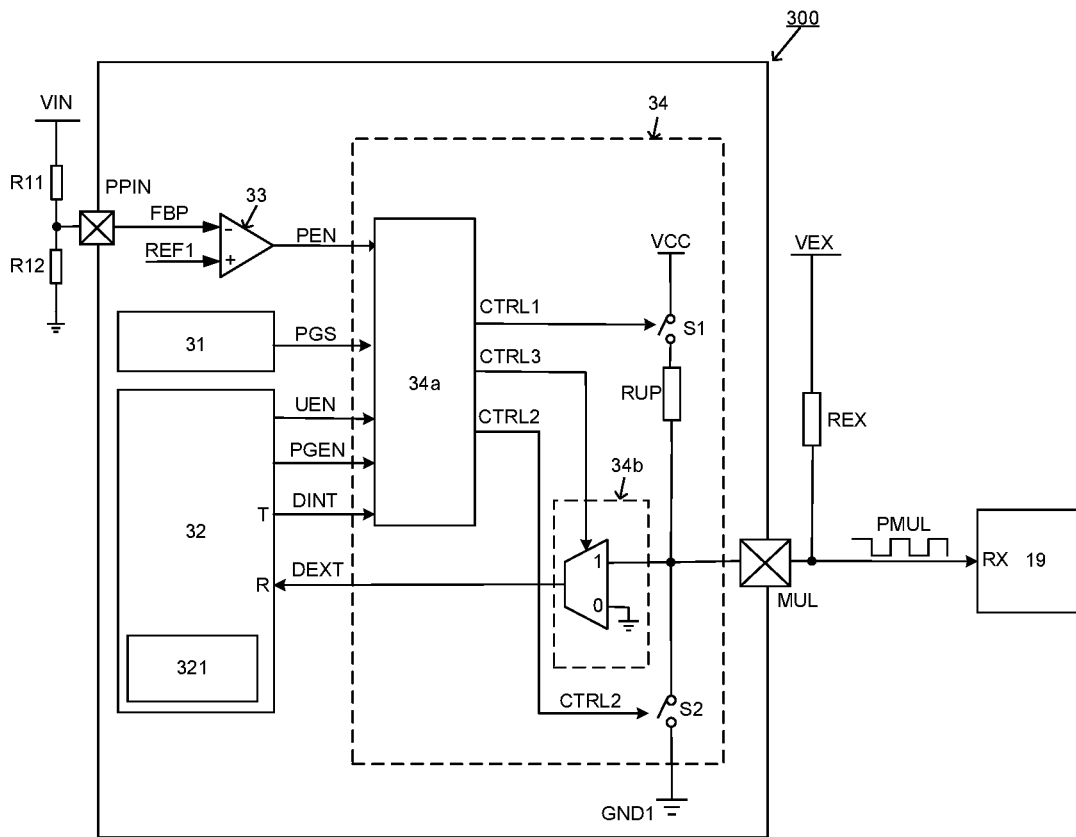 300
VIN
34
R11
PPIN
FBP
33
-
VCC
VEX
REF1
+
PEN
R12
CTRL1
S1
31
PGS
CTRL3
34a
RUP
UEN
CTRL2
REX
PGEN
34b
32
T
DINT
PMUL
R
DEXT
1
RX
19
MUL
0
321
CTRL2
S2
GND1